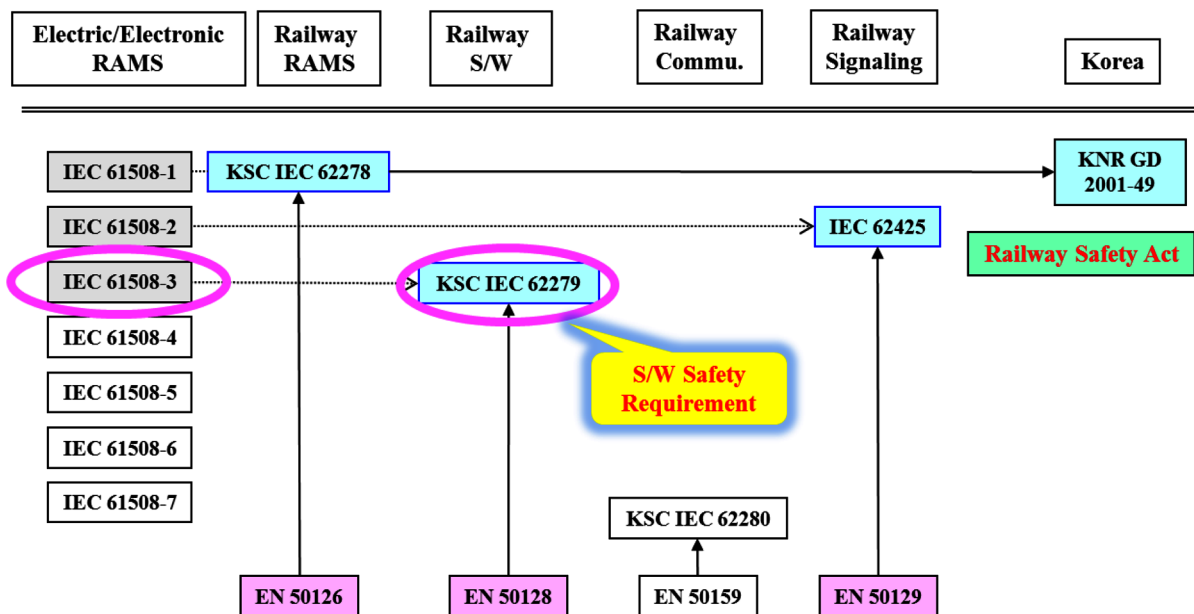 Electric/Electronic
RAMS
Railway
RAMS
Railway
S/W
Railway
Commu.
Railway
Signaling
Korea
IEC 61508-1
KSC IEC 62278
KNR GD
2001-49
IEC 61508-2
IEC 62425
Railway Safety Act
IEC 61508-3
KSC IEC 62279
IEC 61508-4
S/W Safety
Requirement
IEC 61508-5
IEC 61508-6
IEC 61508-7
KSC IEC 62280
EN 50126
EN 50128
EN 50159
EN 50129